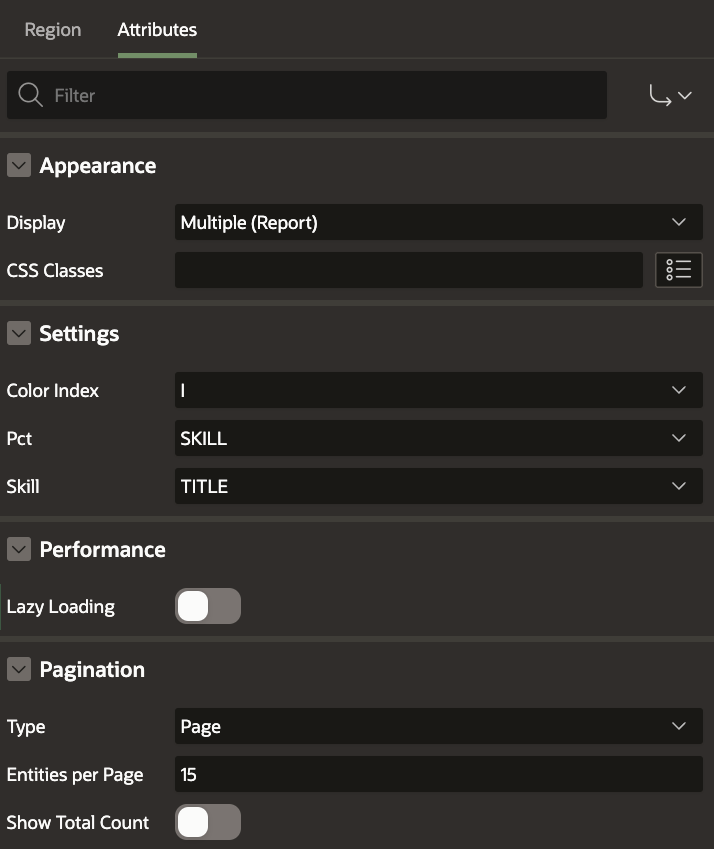 Region Attributes
Filter
Appearance
Display Multiple (Report)
CSS Classes
Settings
Color Index I
Pct SKILL
Skill TITLE
Performance
Lazy Loading
Pagination
Type Page
Entities per Page 15
Show Total Count